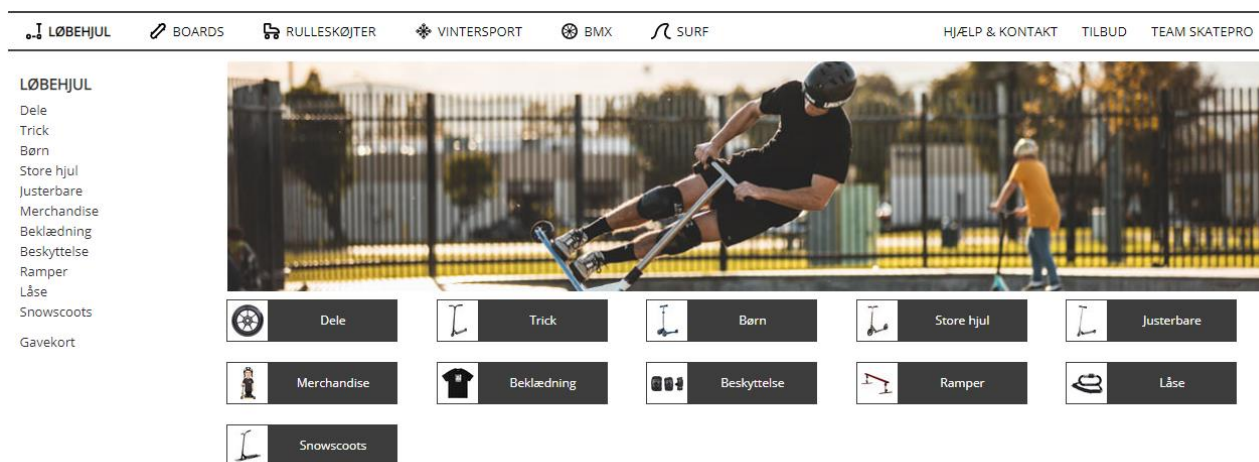 LØBEHJUL
BOARDS
RULLESKØJTER
VINTERSPORT
BMX
SURF
HJÆLP & KONTAKT
TILBUD
TEAM SKATEPRO
LØBEHJUL
Dele
Trick
Børn
Store hjul
Justerbare
Merchandise
Beklædning
Beskyttelse
Ramper
Låse
Snowscoots
Gavekort
Dele
Trick
Børn
Store hjul
Justerbare
Merchandise
Beklædning
Beskyttelse
Ramper
Låse
Snowscoots